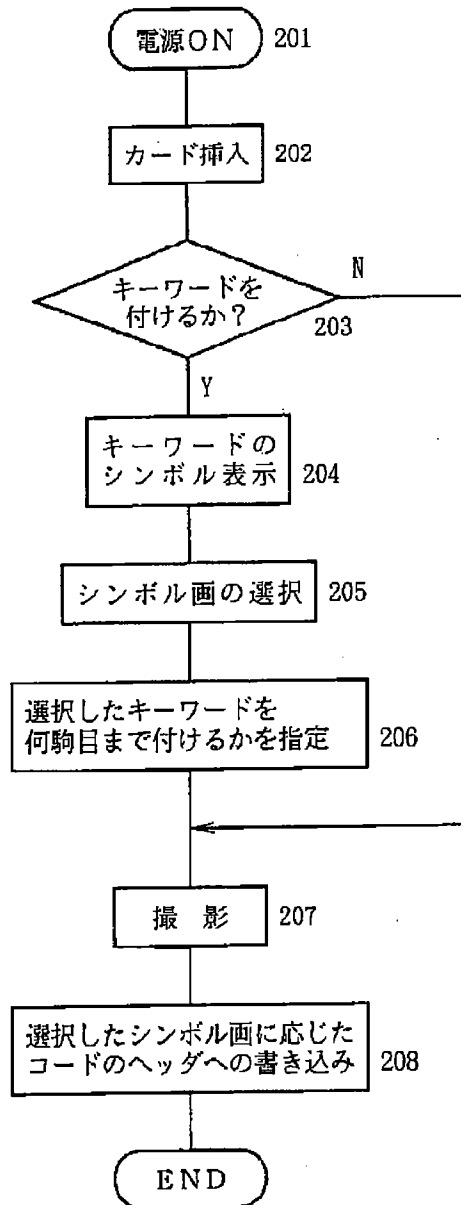 電源ON 201
カード挿入 202
キーワードを
付けるか？
N
203
Y
キーワードの
シンボル表示 204
シンボル画の選択 205
選択したキーワードを
何駒目まで付けるかを指定 206
撮 影 207
選択したシンボル画に応じた
コードのヘッダへの書き込み 208
END